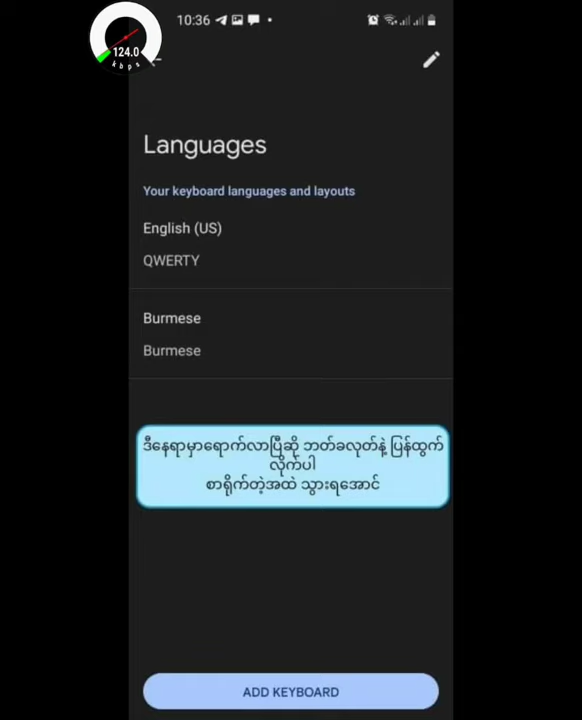 10:36
124.0
kbps
Languages
Your keyboard languages and layouts
English (US)
QWERTY
Burmese
Burmese
ဒီနေရာမှာရောက်လာပြီဆို ဘတ်ခလုတ်နဲ့ ပြန်ထွက်
လိုက်ပါ
စာရိုက်တဲ့အထဲ သွားရအောင်
ADD KEYBOARD